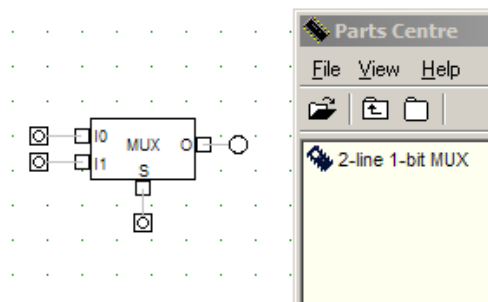 Parts Centre
File View Help
2-line 1-bit MUX
I0
MUX O
I1
S